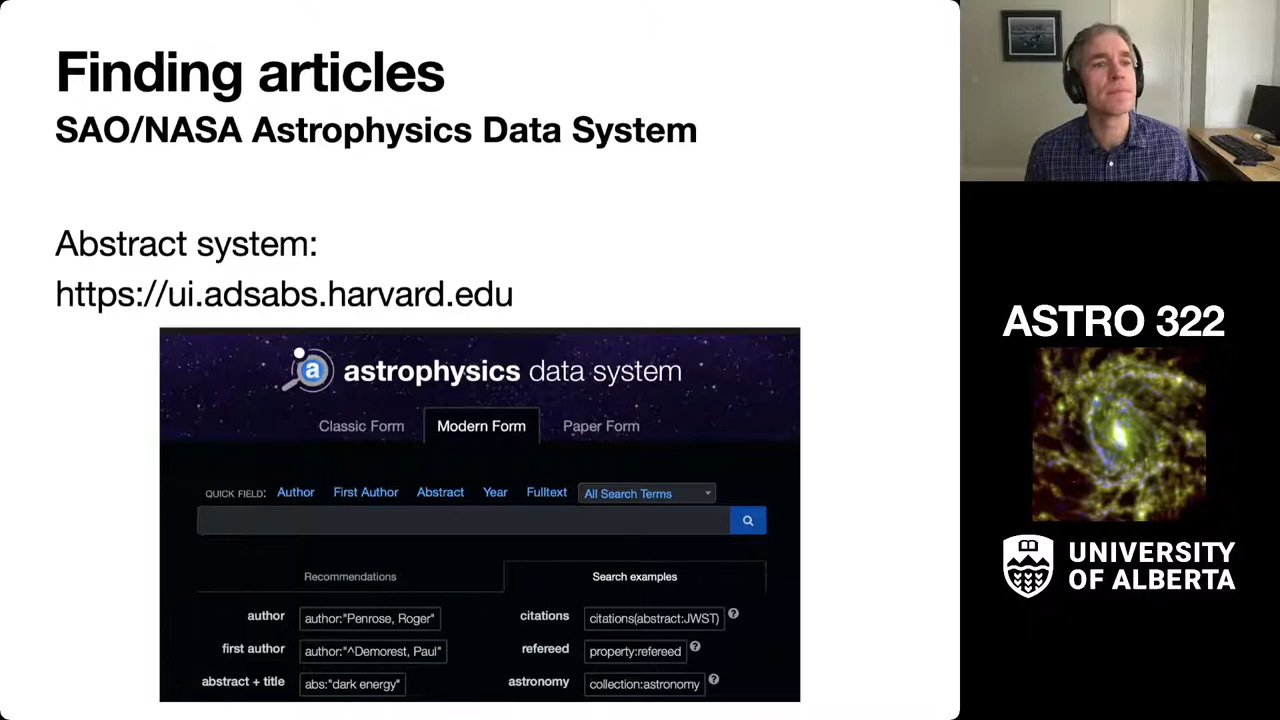 Finding articles
SAO/NASA Astrophysics Data System
Abstract system:
https://ui.adsabs.harvard.edu
a astrophysics data system
Classic Form Modern Form Paper Form
QUICK FIELD: Author First Author Abstract Year Fulltext All Search Terms
Recommendations Search examples
author author:"Penrose, Roger" citations citations(abstract:JWST) ?
first author author:"^Demorest, Paul" refereed property:refereed ?
abstract + title abs:"dark energy" astronomy collection:astronomy ?
ASTRO 322
UNIVERSITY
OF ALBERTA